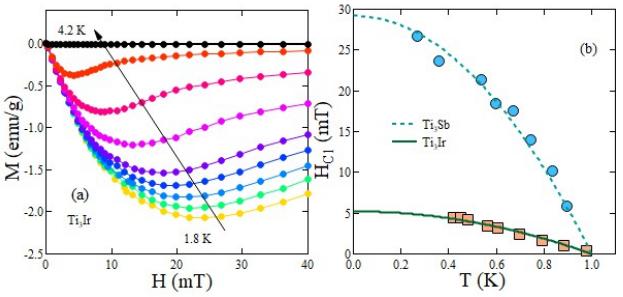 4.2 K
0.0
-0.5
-1.0
-1.5
-2.0
-2.5
M (emu/g)
(a)
Ti₃Ir
1.8 K
0 10 20 30 40
H (mT)
30
25
20
15
10
5
0
H_C1 (mT)
(b)
Ti₃Sb
Ti₃Ir
0.0 0.2 0.4 0.6 0.8 1.0
T (K)